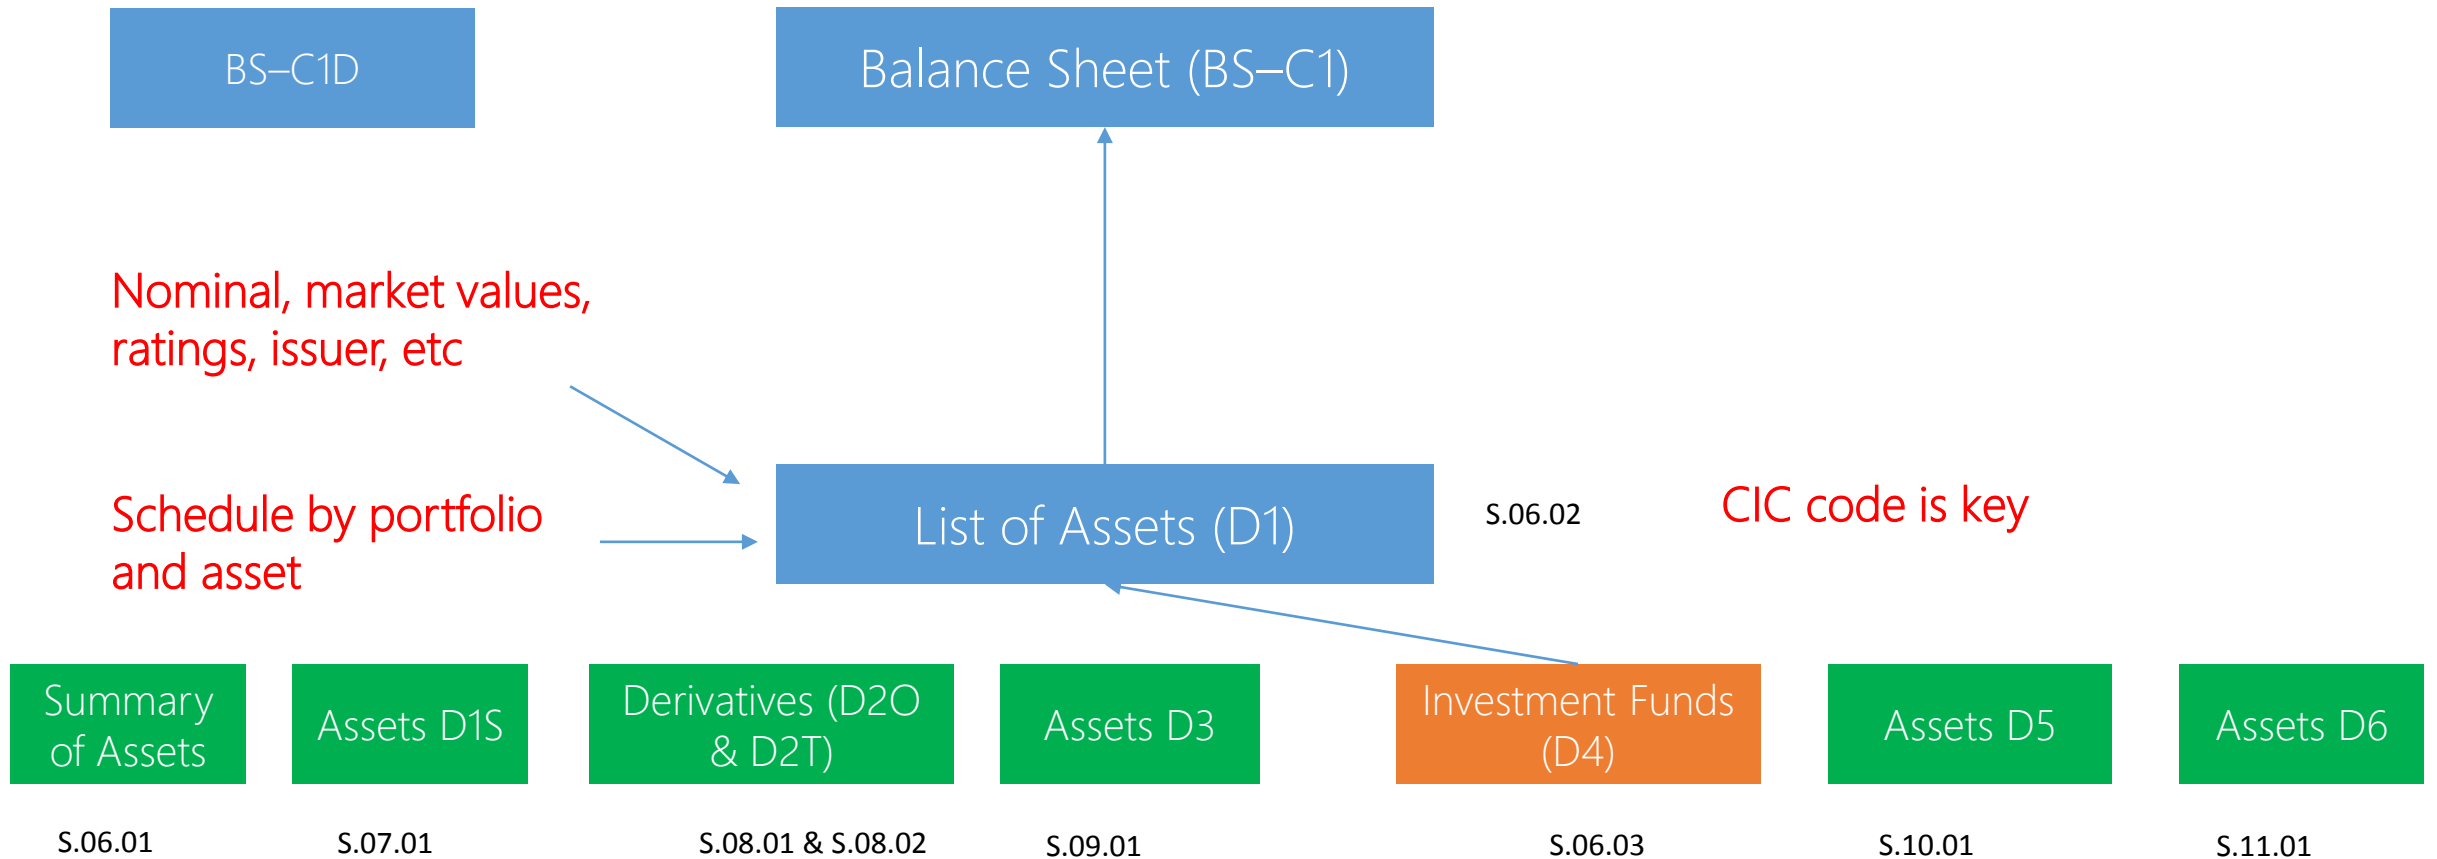 BS–C1D
Balance Sheet (BS–C1)
Nominal, market values,
ratings, issuer, etc
Schedule by portfolio
and asset
List of Assets (D1)
S.06.02
CIC code is key
Summary
of Assets
Assets D1S
Derivatives (D2O
& D2T)
Assets D3
Investment Funds
(D4)
Assets D5
Assets D6
S.06.01
S.07.01
S.08.01 & S.08.02
S.09.01
S.06.03
S.10.01
S.11.01